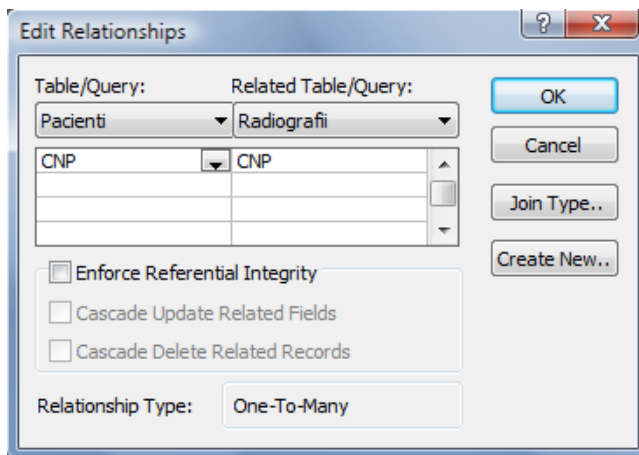 Edit Relationships
Table/Query: Related Table/Query:
Pacienti Radiografii
CNP CNP
Enforce Referential Integrity
Cascade Update Related Fields
Cascade Delete Related Records
Relationship Type: One-To-Many
OK
Cancel
Join Type..
Create New..